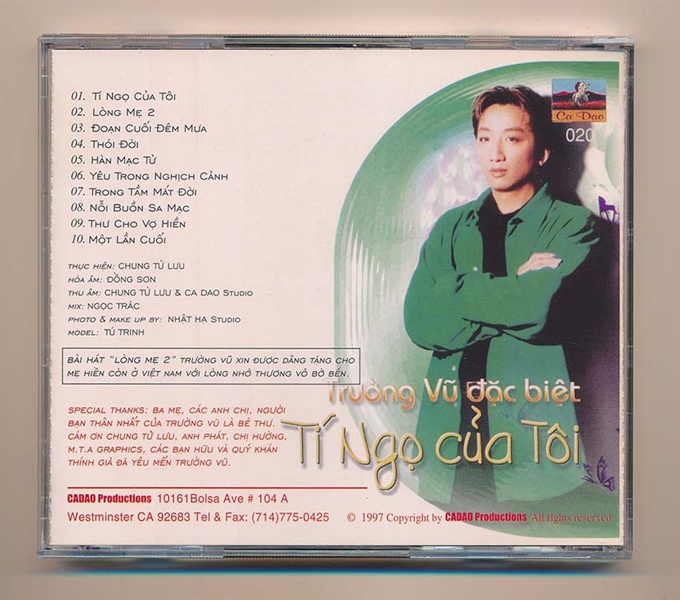 01. Tí Ngọ Của Tôi
02. Lòng Mẹ 2
03. Đoạn Cuối Đêm Mưa
04. Thói Đời
05. Hàn Mạc Tử
06. Yêu Trong Nghịch Cảnh
07. Trong Tầm Mắt Đời
08. Nỗi Buồn Sa Mạc
09. Thư Cho Vợ Hiền
10. Một Lần Cuối
THỰC HIỆN: CHUNG TỬ LƯU
HÒA ÂM: ĐỒNG SON
THU ÂM: CHUNG TỬ LƯU & CA DAO STUDIO
MIX: NGỌC TRÁC
PHOTO & MAKE UP BY: NHẬT HẠ STUDIO
MODEL: TÚ TRINH
BÀI HÁT "LÒNG MẸ 2" TRƯỜNG VŨ XIN ĐƯỢC DÂNG TẶNG CHO
MẸ HIỀN CÒN Ở VIỆT NAM VỚI LÒNG NHỚ THƯƠNG VÔ BỜ BẾN.
SPECIAL THANKS: BA MẸ, CÁC ANH CHỊ, NGƯỜI
BẠN THÂN NHẤT CỦA TRƯỜNG VŨ LÀ BÉ THƯ.
CÁM ƠN CHUNG TỬ LƯU, ANH PHÁT, CHỊ HƯỜNG,
M.T.A GRAPHICS, CÁC BẠN HỮU VÀ QUÝ KHÁN
THÍNH GIẢ ĐÃ YÊU MẾN TRƯỜNG VŨ.
CADAO Productions 10161Bolsa Ave # 104 A
Westminster CA 92683 Tel & Fax: (714)775-0425
Ca Dao
020
Trường Vũ đặc biệt
Tí Ngọ của Tôi
© 1997 Copyright by CADAO Productions All rights reserved